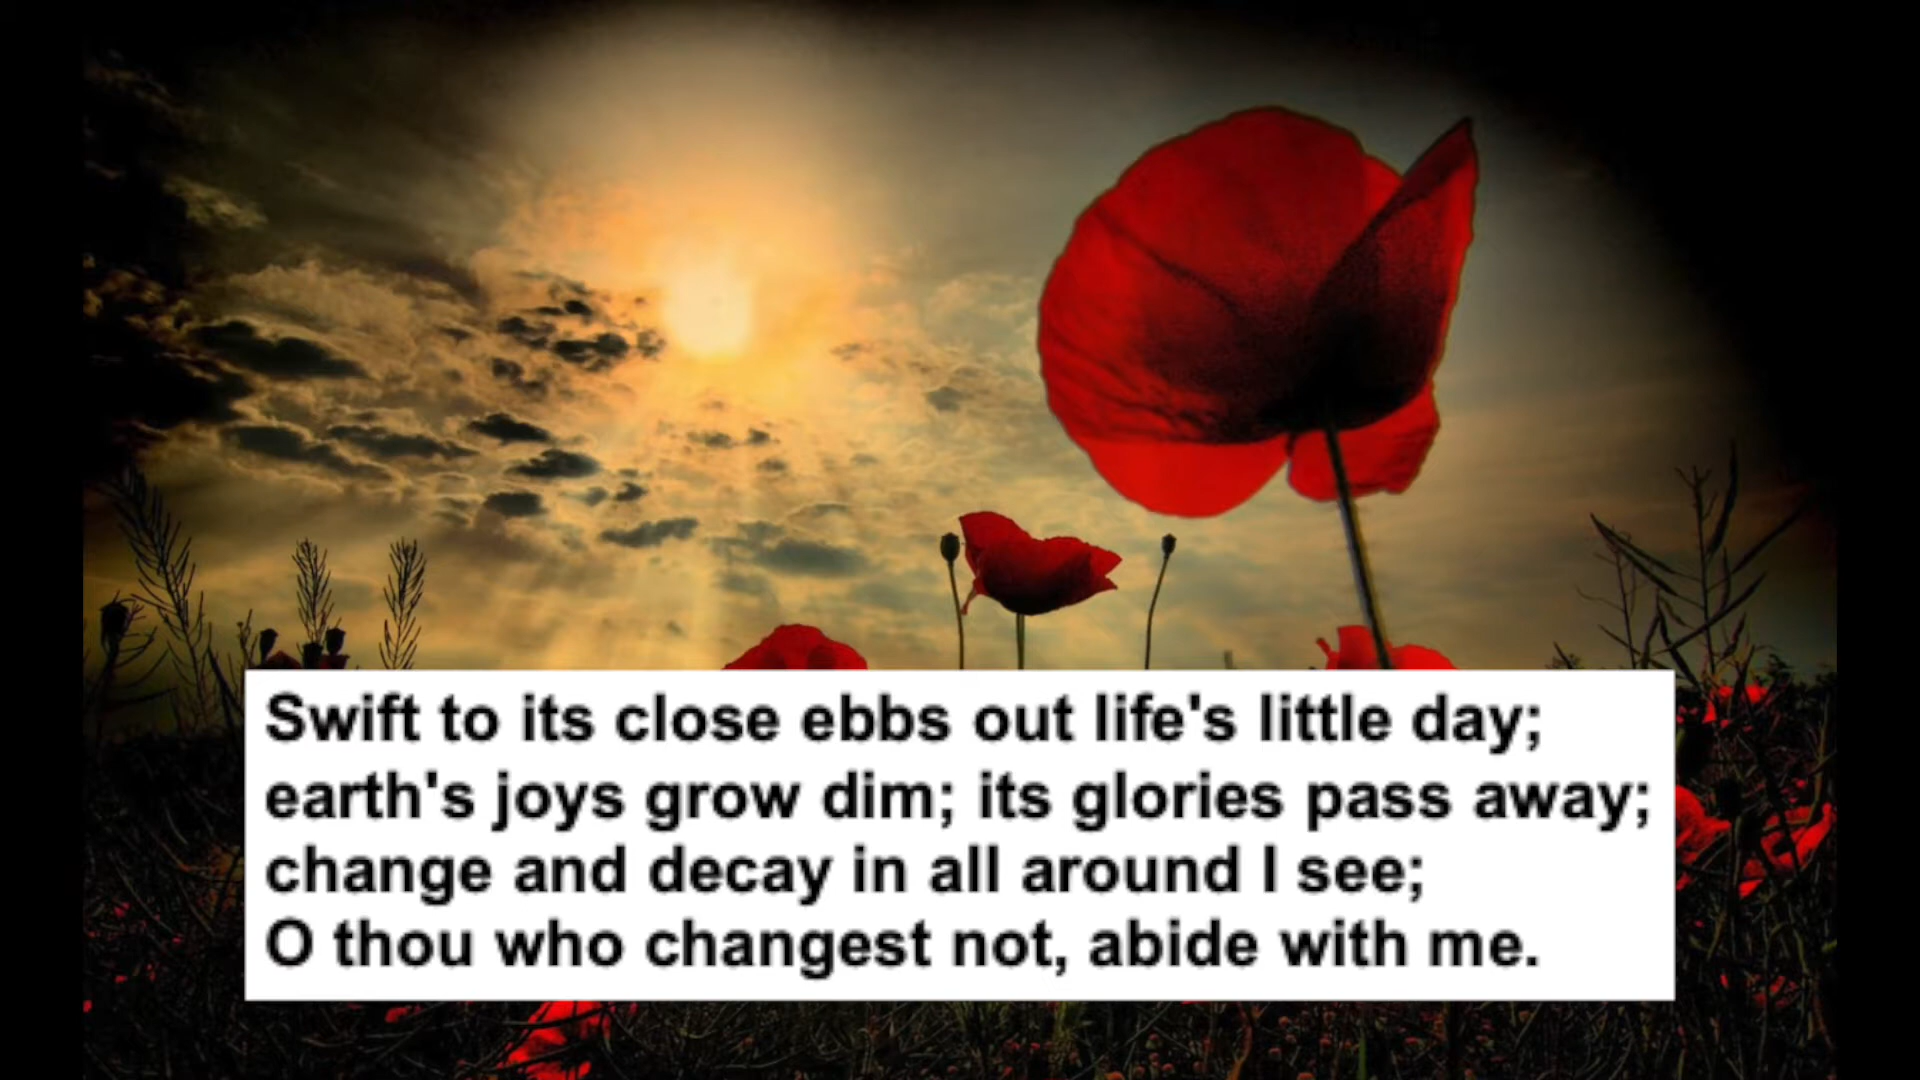 Swift to its close ebbs out life's little day;
earth's joys grow dim; its glories pass away;
change and decay in all around I see;
O thou who changest not, abide with me.